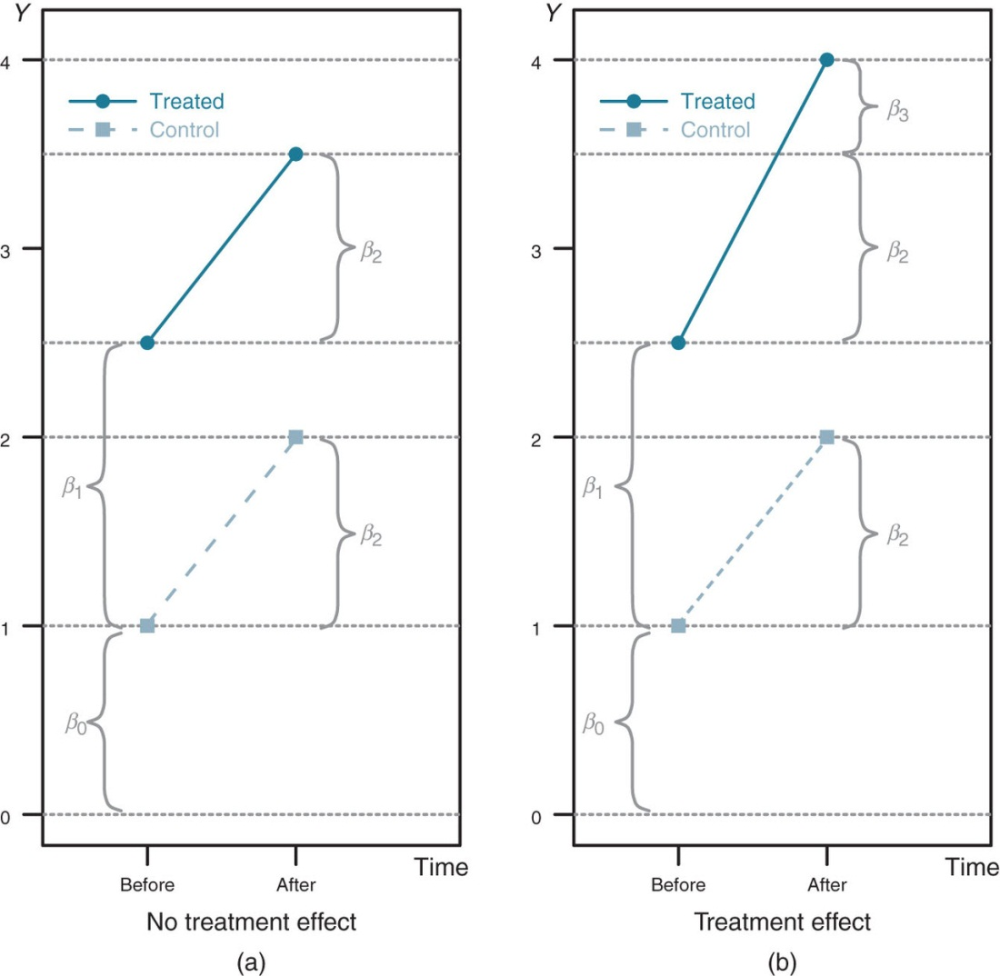 Y
4
Treated
Control
3
β2
2
β1
β2
1
β0
0
Before
After
Time
No treatment effect
(a)
Y
4
Treated
β3
Control
3
β2
2
β1
β2
1
β0
0
Before
After
Time
Treatment effect
(b)